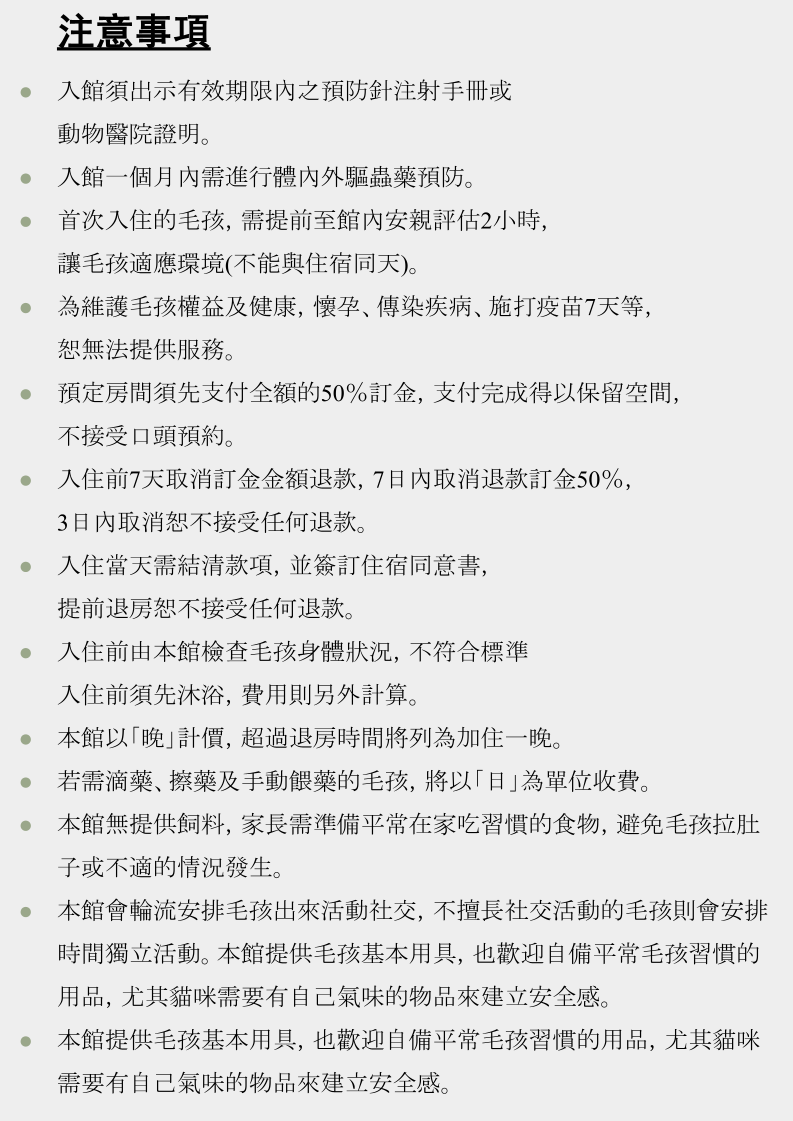 注意事項
● 入館須出示有效期限內之預防針注射手冊或
動物醫院證明。
● 入館一個月內需進行體內外驅蟲藥預防。
● 首次入住的毛孩, 需提前至館內安親評估2小時,
讓毛孩適應環境(不能與住宿同天)。
● 為維護毛孩權益及健康, 懷孕、傳染疾病、施打疫苗7天等,
恕無法提供服務。
● 預定房間須先支付全額的50%訂金, 支付完成得以保留空間,
不接受口頭預約。
● 入住前7天取消訂金金額退款, 7日內取消退款訂金50%,
3日內取消恕不接受任何退款。
● 入住當天需結清款項, 並簽訂住宿同意書,
提前退房恕不接受任何退款。
● 入住前由本館檢查毛孩身體狀況, 不符合標準
入住前須先沐浴, 費用則另外計算。
● 本館以「晚」計價, 超過退房時間將列為加住一晚。
● 若需滴藥、擦藥及手動餵藥的毛孩, 將以「日」為單位收費。
● 本館無提供飼料, 家長需準備平常在家吃習慣的食物, 避免毛孩拉肚
子或不適的情況發生。
● 本館會輪流安排毛孩出來活動社交, 不擅長社交活動的毛孩則會安排
時間獨立活動。本館提供毛孩基本用具, 也歡迎自備平常毛孩習慣的
用品, 尤其貓咪需要有自己氣味的物品來建立安全感。
● 本館提供毛孩基本用具, 也歡迎自備平常毛孩習慣的用品, 尤其貓咪
需要有自己氣味的物品來建立安全感。